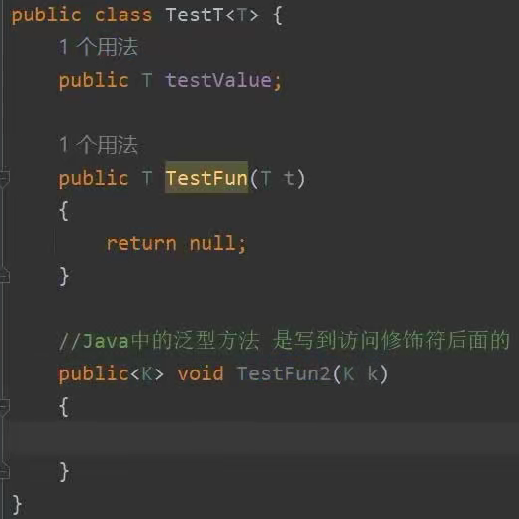 public class TestT<T> {
1 个用法
public T testValue;
1 个用法
public T TestFun(T t)
{
return null;
}
//Java中的泛型方法 是写到访问修饰符后面的
public<K> void TestFun2(K k)
{
}
}